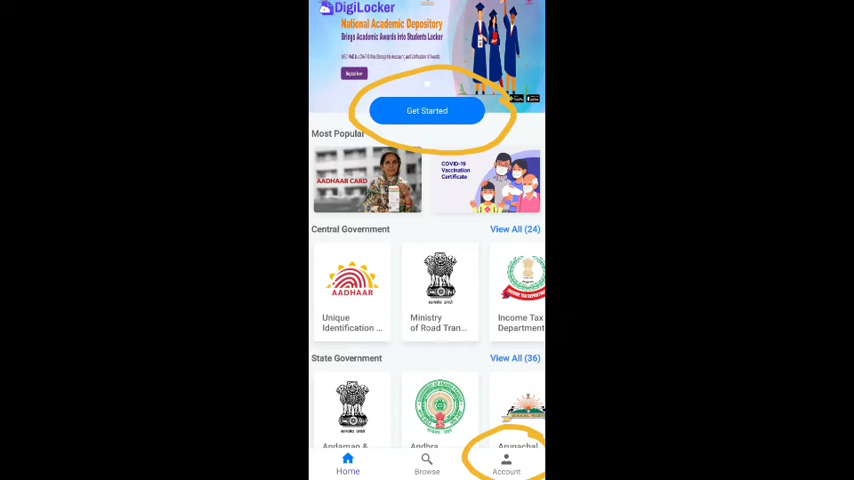 DigiLocker
National Academic Depository
Brings Academic Awards into Students Locker
Get Started
Most Popular
AADHAAR CARD
COVID-19
Vaccination
Certificate
Central Government
View All (24)
AADHAAR
Unique
Identification ...
Ministry
of Road Tran...
Income Tax
Department
State Government
View All (36)
Andaman &
Andhra
Arunachal
Home
Browse
Account